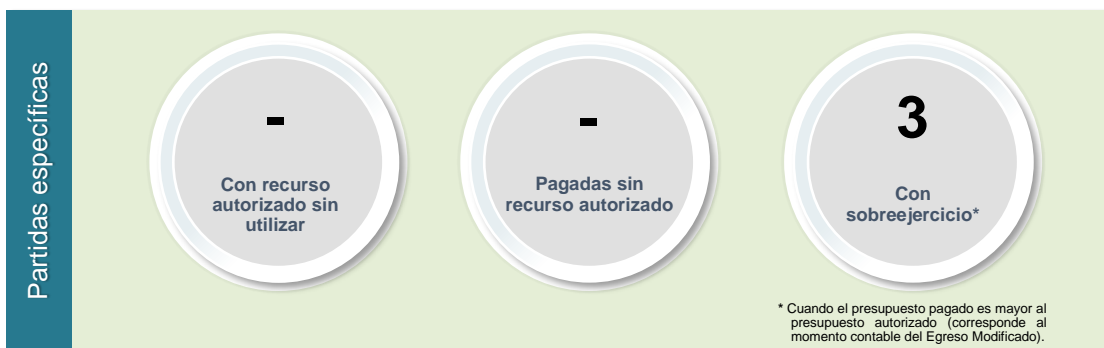 Partidas específicas
-
Con recurso
autorizado sin
utilizar
-
Pagadas sin
recurso autorizado
3
Con
sobreejercicio*
* Cuando el presupuesto pagado es mayor al
presupuesto autorizado (corresponde al
momento contable del Egreso Modificado).